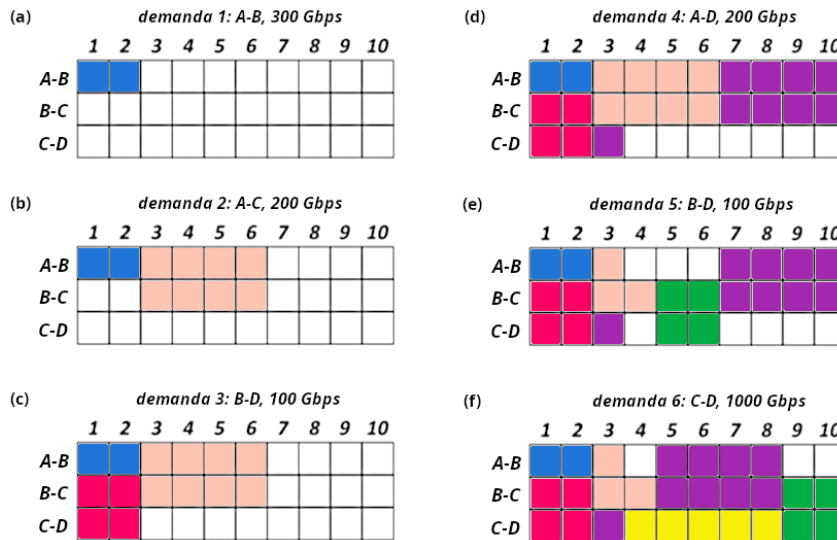 (a) demanda 1: A-B, 300 Gbps
1 2 3 4 5 6 7 8 9 10
A-B
B-C
C-D
(b) demanda 2: A-C, 200 Gbps
1 2 3 4 5 6 7 8 9 10
A-B
B-C
C-D
(c) demanda 3: B-D, 100 Gbps
1 2 3 4 5 6 7 8 9 10
A-B
B-C
C-D
(d) demanda 4: A-D, 200 Gbps
1 2 3 4 5 6 7 8 9 10
A-B
B-C
C-D
(e) demanda 5: B-D, 100 Gbps
1 2 3 4 5 6 7 8 9 10
A-B
B-C
C-D
(f) demanda 6: C-D, 1000 Gbps
1 2 3 4 5 6 7 8 9 10
A-B
B-C
C-D